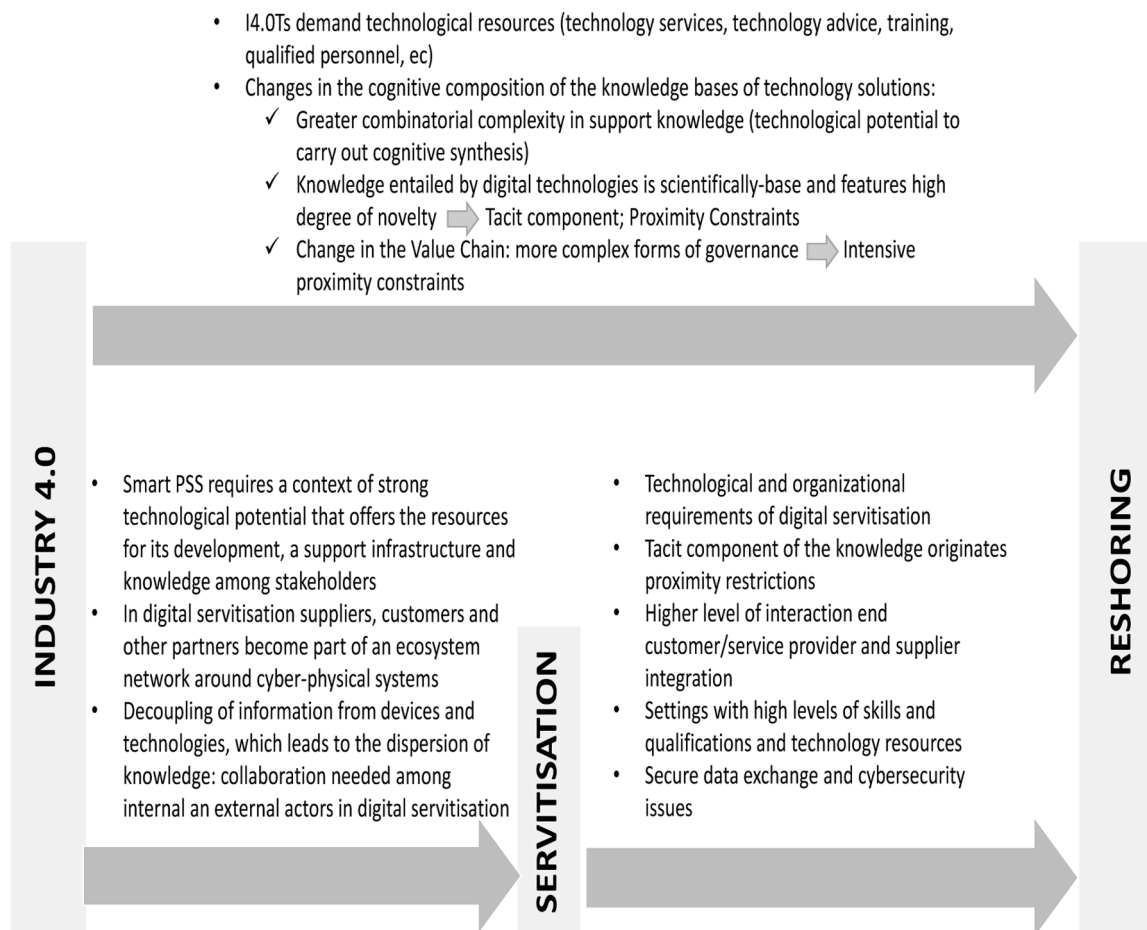 • I4.0Ts demand technological resources (technology services, technology advice, training,
qualified personnel, ec)
• Changes in the cognitive composition of the knowledge bases of technology solutions:
✓ Greater combinatorial complexity in support knowledge (technological potential to
carry out cognitive synthesis)
✓ Knowledge entailed by digital technologies is scientifically-base and features high
degree of novelty Tacit component; Proximity Constraints
✓ Change in the Value Chain: more complex forms of governance Intensive
proximity constraints
INDUSTRY 4.0
• Smart PSS requires a context of strong
technological potential that offers the resources
for its development, a support infrastructure and
knowledge among stakeholders
• In digital servitisation suppliers, customers and
other partners become part of an ecosystem
network around cyber-physical systems
• Decoupling of information from devices and
technologies, which leads to the dispersion of
knowledge: collaboration needed among
internal an external actors in digital servitisation
SERVITISATION
• Technological and organizational
requirements of digital servitisation
• Tacit component of the knowledge originates
proximity restrictions
• Higher level of interaction end
customer/service provider and supplier
integration
• Settings with high levels of skills and
qualifications and technology resources
• Secure data exchange and cybersecurity
issues
RESHORING